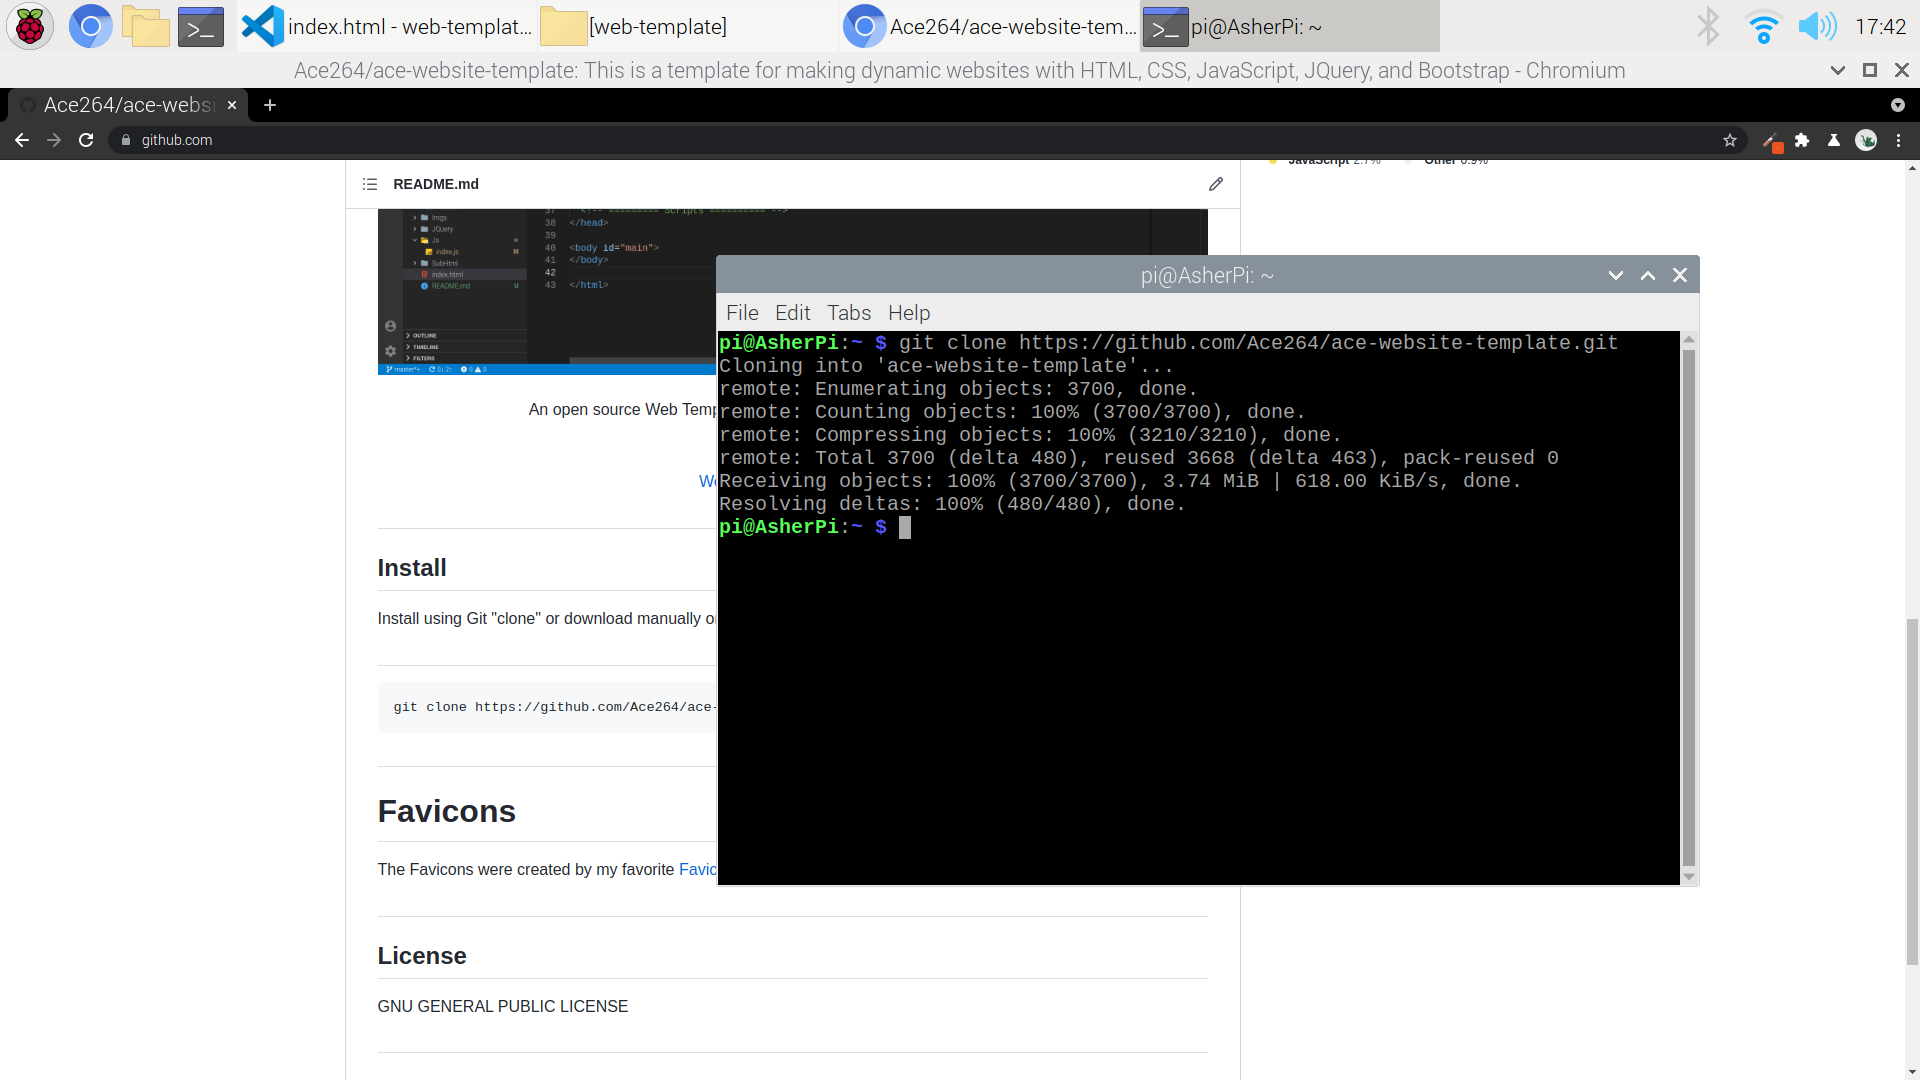 index.html - web-templat...
[web-template]
Ace264/ace-website-tem...
pi@AsherPi: ~
17:42
Ace264/ace-website-template: This is a template for making dynamic websites with HTML, CSS, JavaScript, JQuery, and Bootstrap - Chromium
Ace264/ace-websi
github.com
JavaScript 2.7%
Other 0.9%
README.md
37 <!-- ========= Scripts ========== -->
38 </head>
39
40 <body id="main">
41 </body>
42
43 </html>
Imgs
JQuery
Js
index.js M
SubHtml
index.html
README.md U
OUTLINE
TIMELINE
FILTERS
An open source Web Temp
We
Install
Install using Git "clone" or download manually o
git clone https://github.com/Ace264/ace-
Favicons
The Favicons were created by my favorite Favic
License
GNU GENERAL PUBLIC LICENSE
pi@AsherPi: ~
File Edit Tabs Help
pi@AsherPi:~ $ git clone https://github.com/Ace264/ace-website-template.git
Cloning into 'ace-website-template'...
remote: Enumerating objects: 3700, done.
remote: Counting objects: 100% (3700/3700), done.
remote: Compressing objects: 100% (3210/3210), done.
remote: Total 3700 (delta 480), reused 3668 (delta 463), pack-reused 0
Receiving objects: 100% (3700/3700), 3.74 MiB | 618.00 KiB/s, done.
Resolving deltas: 100% (480/480), done.
pi@AsherPi:~ $